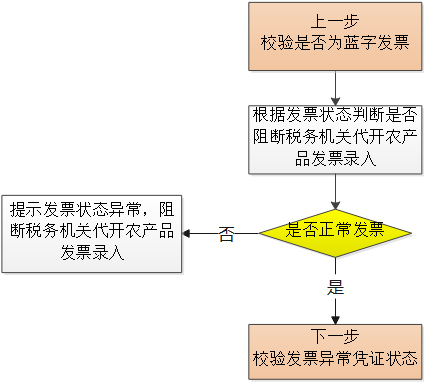 上一步
校验是否为蓝字发票
根据发票状态判断是否
阻断税务机关代开农产
品发票录入
是否正常发票
否
提示发票状态异常，阻
断税务机关代开农产品
发票录入
是
下一步
校验发票异常凭证状态